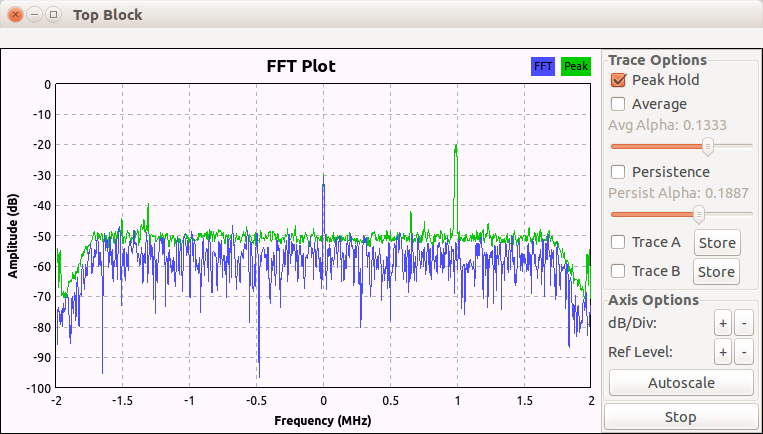 Top Block
FFT Plot
FFT
Peak
Amplitude (dB)
0
-10
-20
-30
-40
-50
-60
-70
-80
-90
-100
-2
-1.5
-1
-0.5
0
0.5
1
1.5
2
Frequency (MHz)
Trace Options
Peak Hold
Average
Avg Alpha: 0.1333
Persistence
Persist Alpha: 0.1887
Trace A Store
Trace B Store
Axis Options
dB/Div: + -
Ref Level: + -
Autoscale
Stop